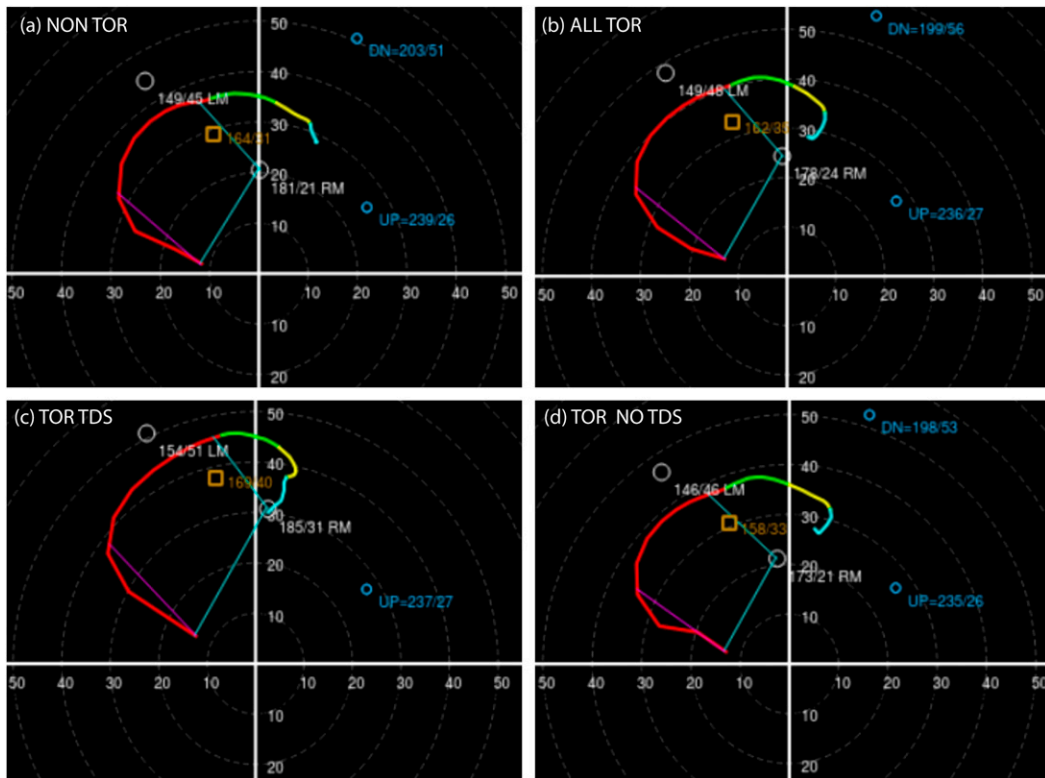 (a) NON TOR
50
DN=203/51
40
149/45 LM
30
164/31
20
181/21 RM
UP=239/26
10
50 40 30 20 10 10 20 30 40 50
10
20
(b) ALL TOR
50
DN=199/56
40
149/48 LM
30
162/35
178/24 RM
20
UP=236/27
10
50 40 30 20 10 10 20 30 40 50
10
20
(c) TOR TDS
50
154/51 LM
40
169/40
30
185/31 RM
20
UP=237/27
10
50 40 30 20 10 10 20 30 40 50
10
20
(d) TOR NO TDS
50
DN=198/53
40
146/46 LM
30
158/33
20
173/21 RM
UP=235/26
10
50 40 30 20 10 10 20 30 40 50
10
20